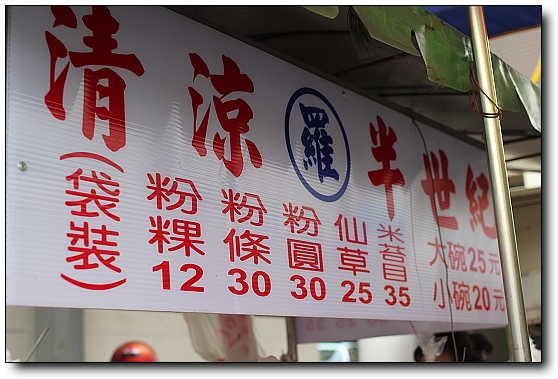 清涼 羅 半世紀
(袋裝)
粉粿 12
粉條 30
粉圓 30
仙草 25
米苔目 35
大碗25元
小碗20元